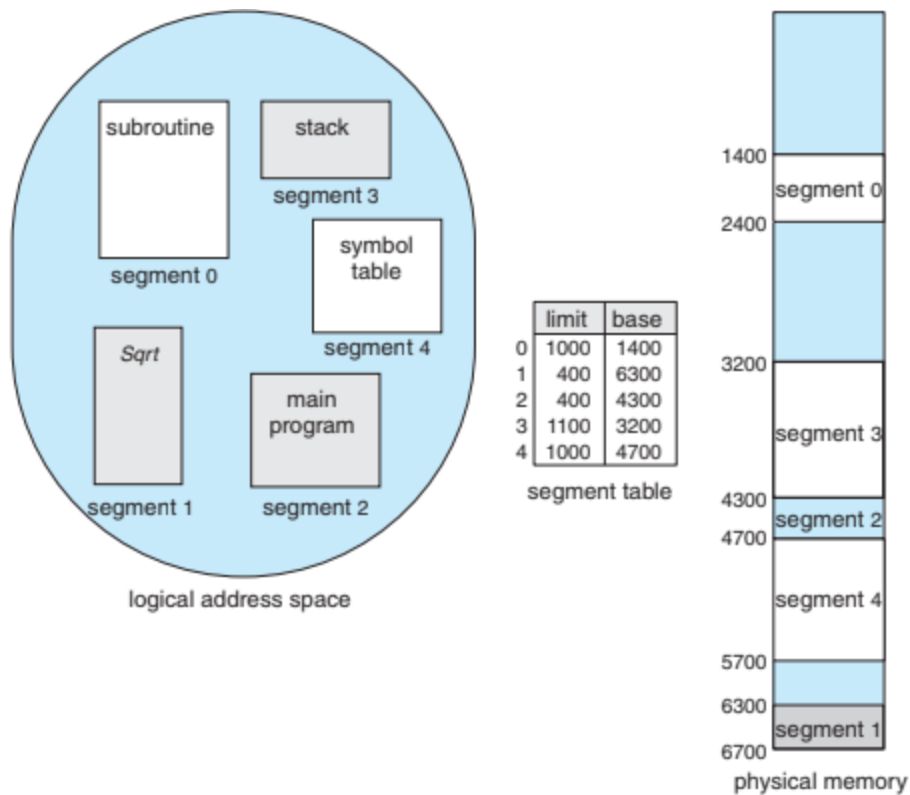 subroutine
segment 0
stack
segment 3
symbol
table
segment 4
Sqrt
segment 1
main
program
segment 2
logical address space
limit base
0 1000 1400
1 400 6300
2 400 4300
3 1100 3200
4 1000 4700
segment table
1400
segment 0
2400
3200
segment 3
4300
segment 2
4700
segment 4
5700
6300
segment 1
6700
physical memory